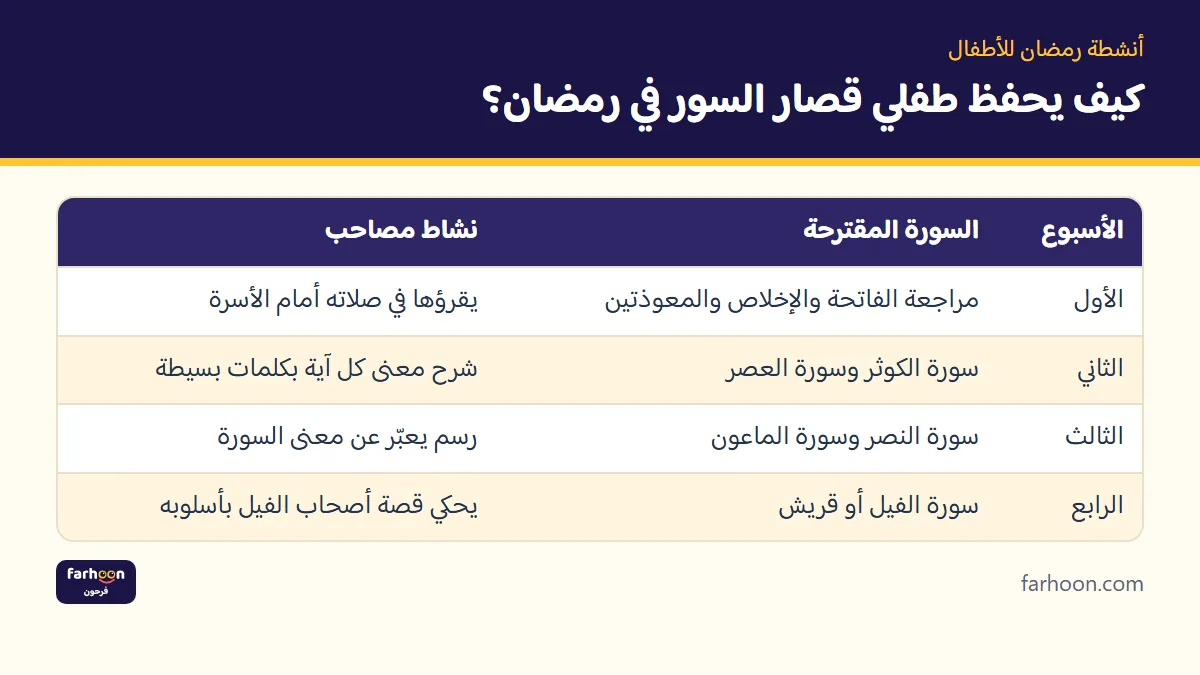 أنشطة رمضان للأطفال
كيف يحفظ طفلي قصار السور في رمضان؟
الأسبوع السورة المقترحة نشاط مصاحب
الأول مراجعة الفاتحة والإخلاص والمعوذتين يقرؤها في صلاته أمام الأسرة
الثاني سورة الكوثر وسورة العصر شرح معنى كل آية بكلمات بسيطة
الثالث سورة النصر وسورة الماعون رسم يعبّر عن معنى السورة
الرابع سورة الفيل أو قريش يحكي قصة أصحاب الفيل بأسلوبه
farhoon.com
farhoon
فرحون